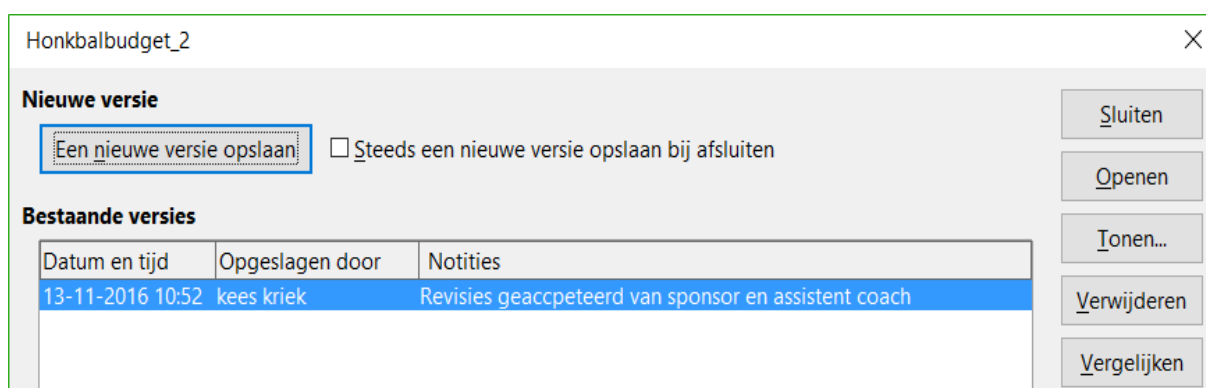 Honkbalbudget_2
Nieuwe versie
Een nieuwe versie opslaan
Steeds een nieuwe versie opslaan bij afsluiten
Sluiten
Openen
Bestaande versies
Tonen...
Datum en tijd Opgeslagen door Notities
13-11-2016 10:52 kees kriek Revisies geaccpeteerd van sponsor en assistent coach
Verwijderen
Vergelijken